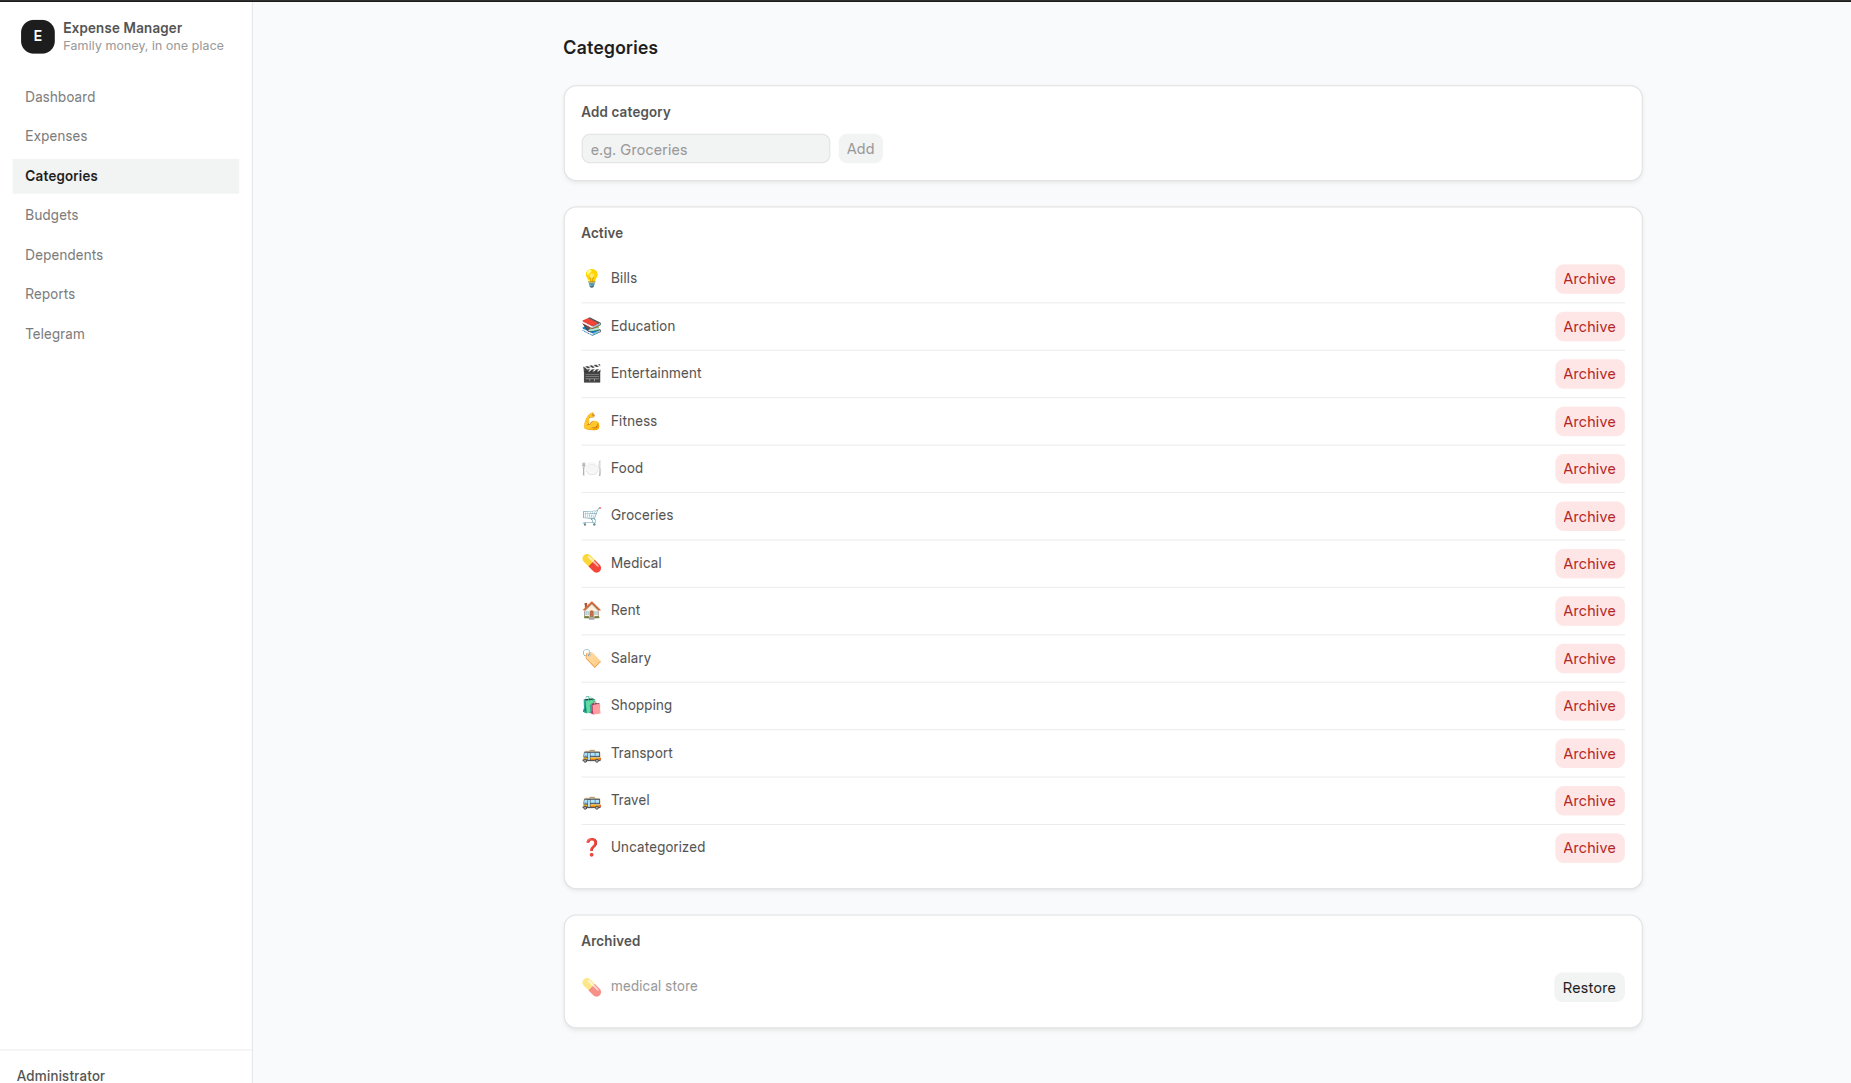 E
Expense Manager
Family money, in one place
Dashboard
Expenses
Categories
Budgets
Dependents
Reports
Telegram
Administrator
Categories
Add category
e.g. Groceries Add
Active
Bills Archive
Education Archive
Entertainment Archive
Fitness Archive
Food Archive
Groceries Archive
Medical Archive
Rent Archive
Salary Archive
Shopping Archive
Transport Archive
Travel Archive
Uncategorized Archive
Archived
medical store Restore